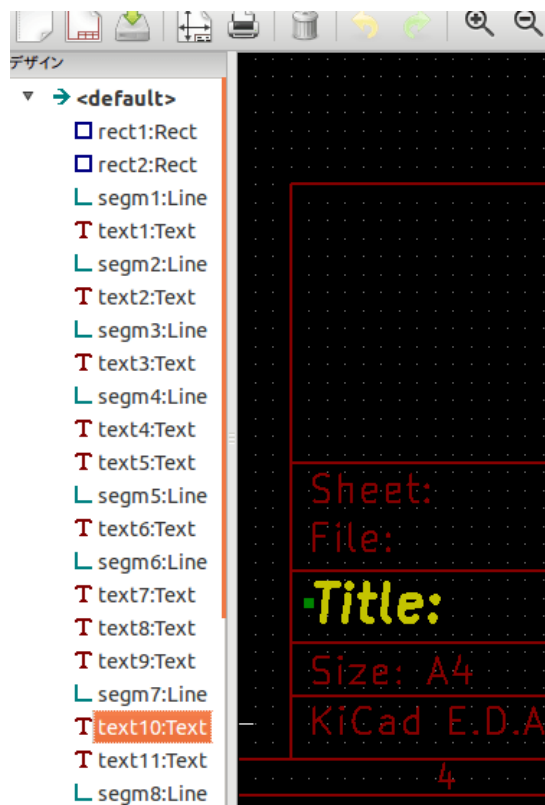 デザイン
<default>
rect1:Rect
rect2:Rect
segm1:Line
text1:Text
segm2:Line
text2:Text
segm3:Line
text3:Text
segm4:Line
text4:Text
text5:Text
segm5:Line
text6:Text
segm6:Line
text7:Text
text8:Text
text9:Text
segm7:Line
text10:Text
text11:Text
segm8:Line
Sheet:
File:
Title:
Size: A4
KiCad E.D.A
4